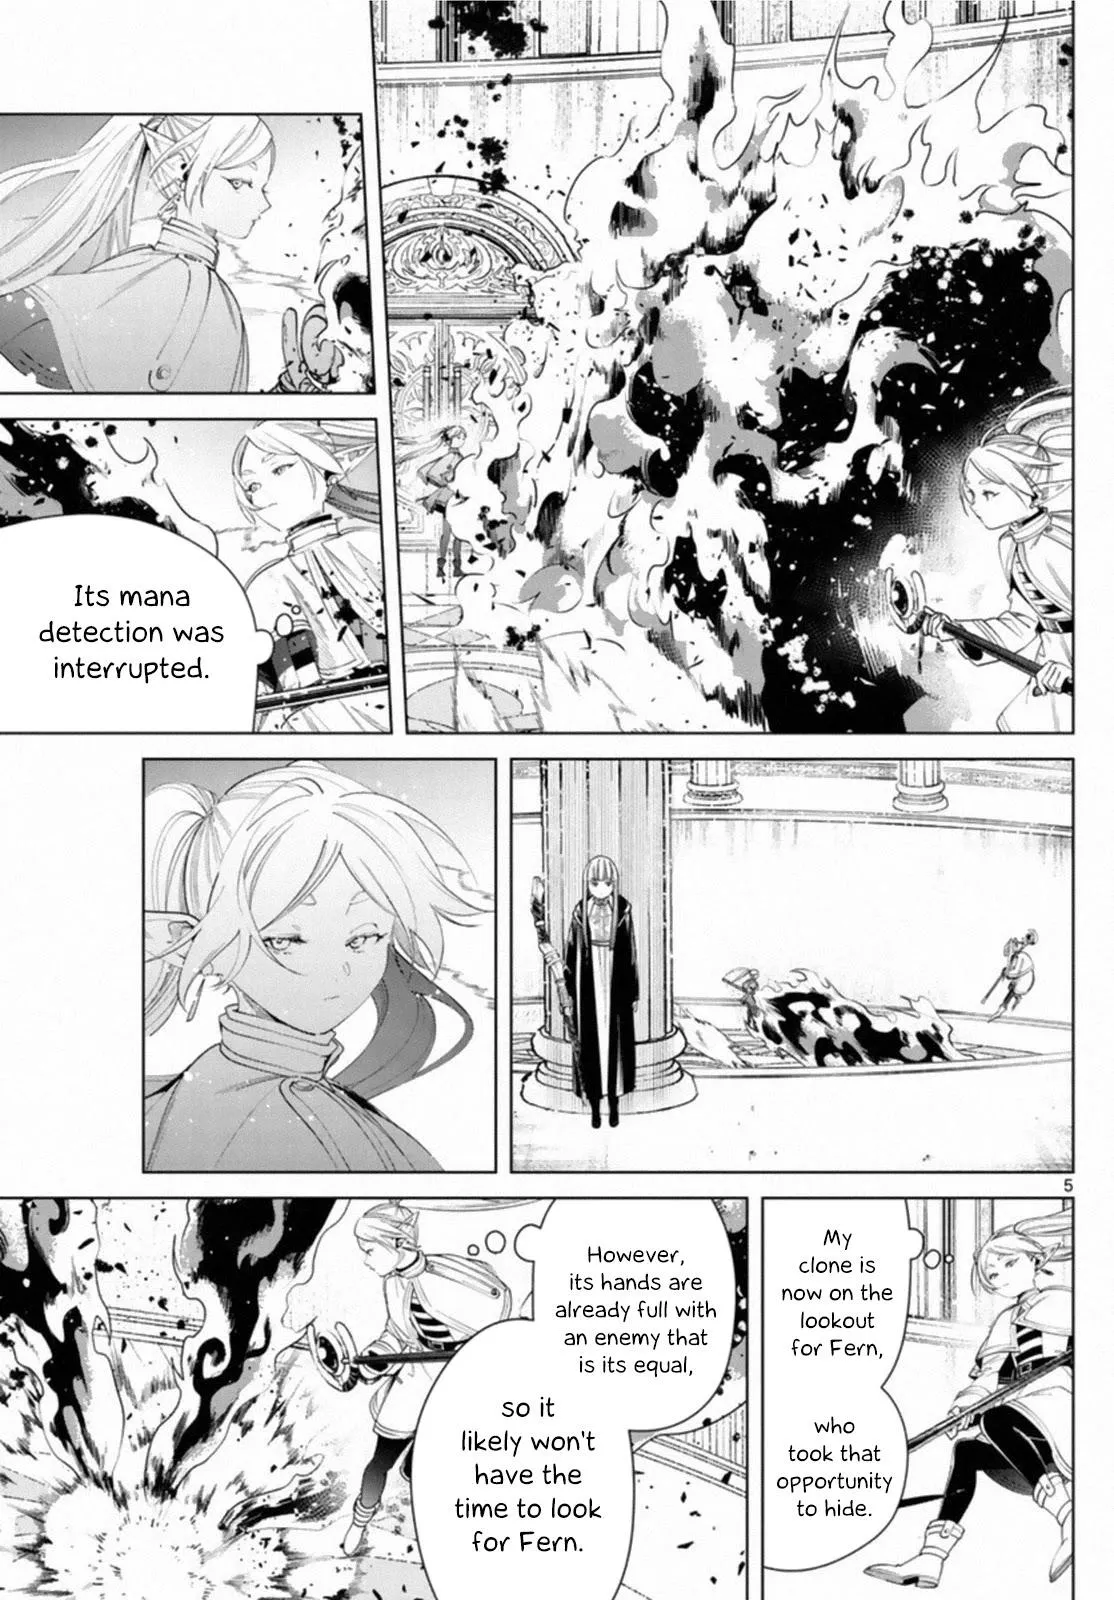 Its mana
detection was
interrupted.
5
My
clone is
now on the
lookout
for Fern,
who
took that
opportunity
to hide.
However,
its hands are
already full with
an enemy that
is its equal,
so it
likely won't
have the
time to look
for Fern.